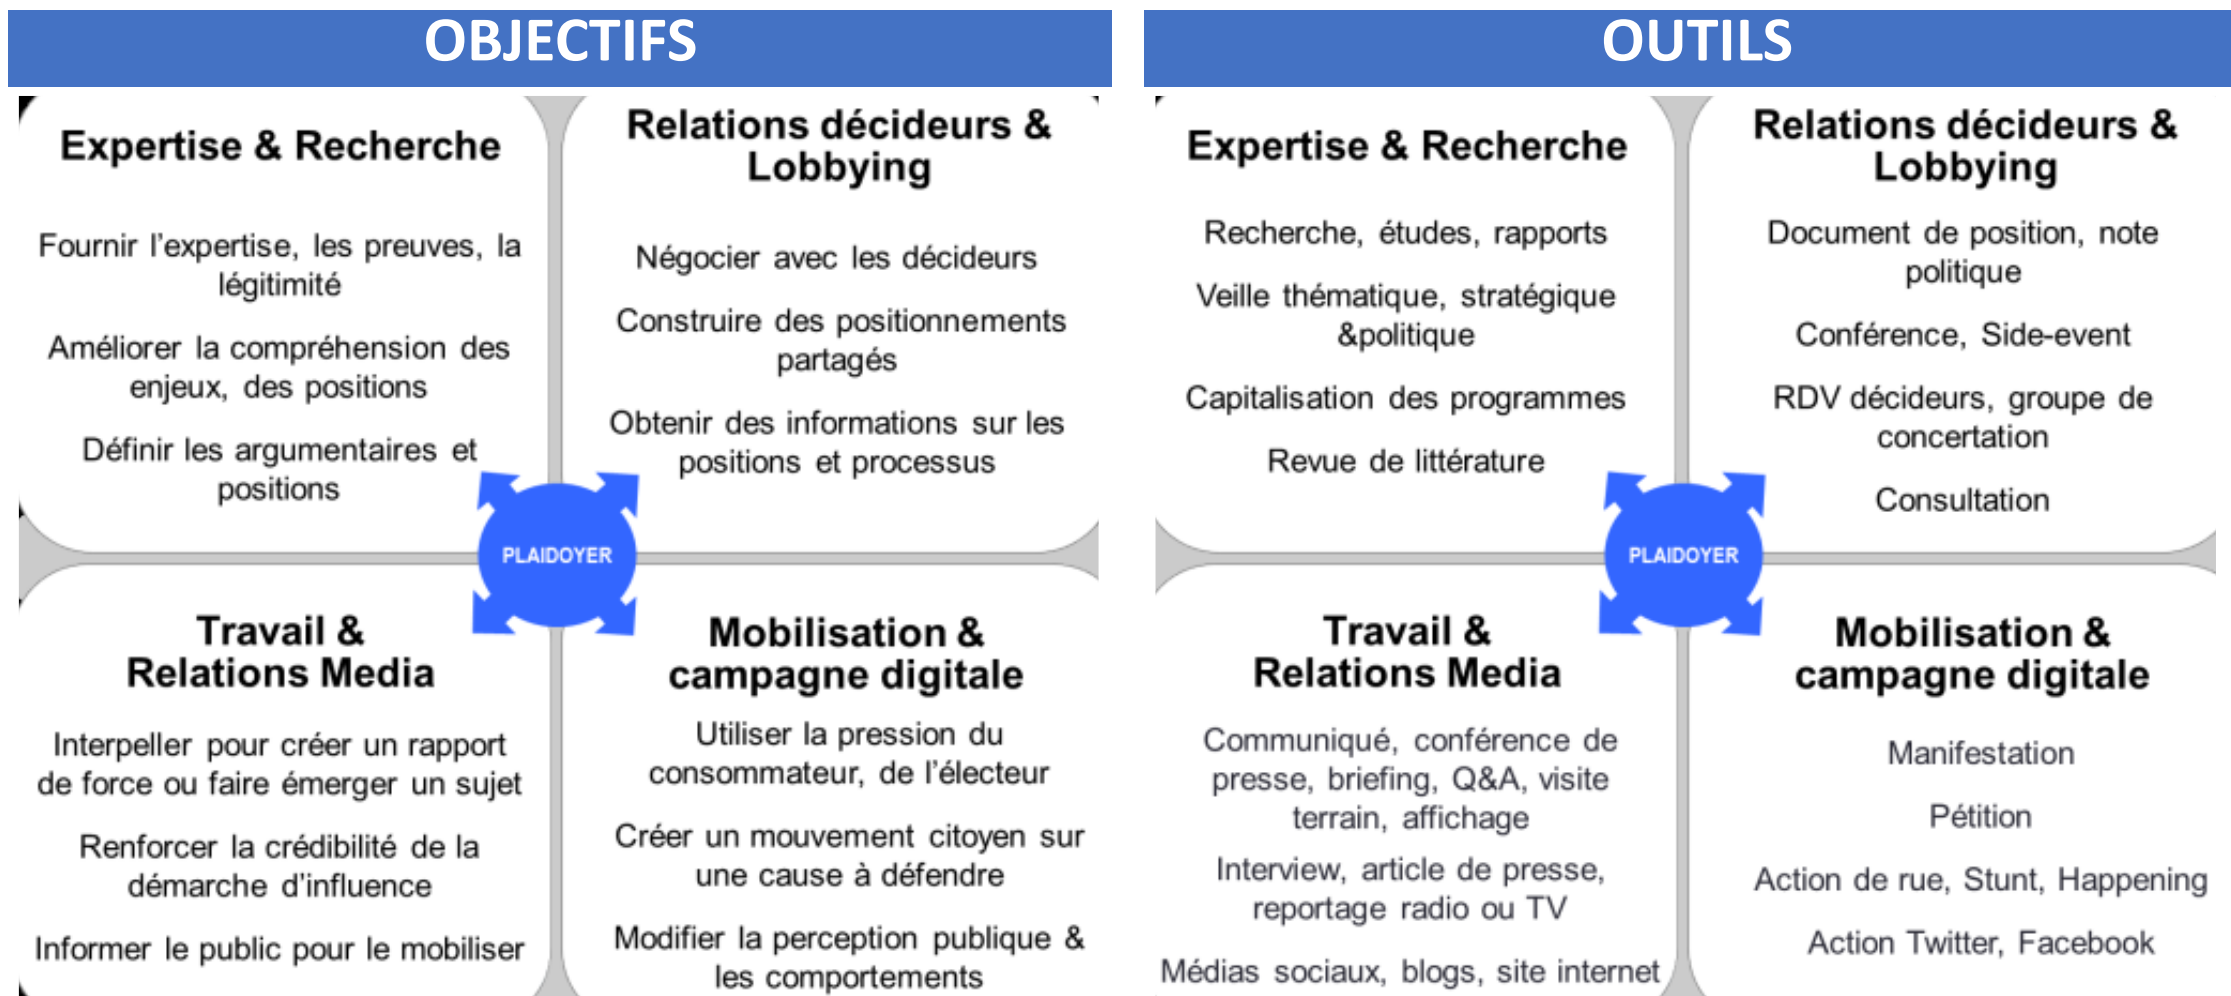 OBJECTIFS
Expertise & Recherche
Fournir l'expertise, les preuves, la
légitimité
Améliorer la compréhension des
enjeux, des positions
Définir les argumentaires et
positions
Relations décideurs &
Lobbying
Négocier avec les décideurs
Construire des positionnements
partagés
Obtenir des informations sur les
positions et processus
PLAIDOYER
Travail &
Relations Media
Interpeller pour créer un rapport
de force ou faire émerger un sujet
Renforcer la crédibilité de la
démarche d'influence
Informer le public pour le mobiliser
Mobilisation &
campagne digitale
Utiliser la pression du
consommateur, de l'électeur
Créer un mouvement citoyen sur
une cause à défendre
Modifier la perception publique &
les comportements
OUTILS
Expertise & Recherche
Recherche, études, rapports
Veille thématique, stratégique
&politique
Capitalisation des programmes
Revue de littérature
Relations décideurs &
Lobbying
Document de position, note
politique
Conférence, Side-event
RDV décideurs, groupe de
concertation
Consultation
PLAIDOYER
Travail &
Relations Media
Communiqué, conférence de
presse, briefing, Q&A, visite
terrain, affichage
Interview, article de presse,
reportage radio ou TV
Médias sociaux, blogs, site internet
Mobilisation &
campagne digitale
Manifestation
Pétition
Action de rue, Stunt, Happening
Action Twitter, Facebook